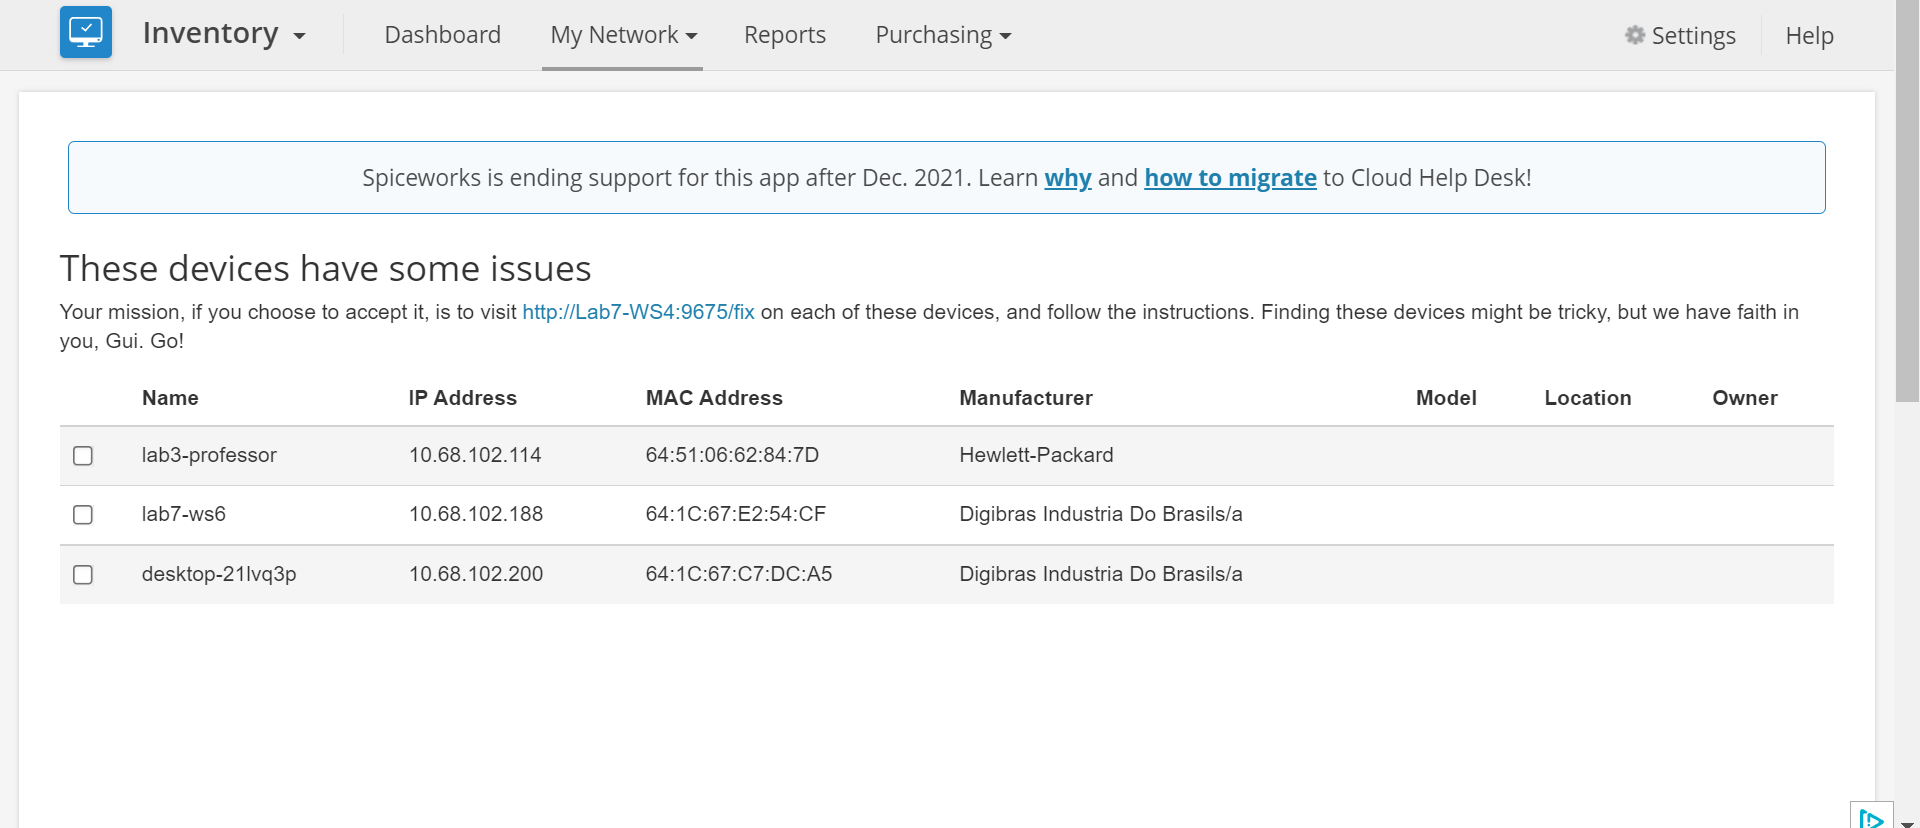 Inventory Dashboard My Network Reports Purchasing Settings Help
Spiceworks is ending support for this app after Dec. 2021. Learn why and how to migrate to Cloud Help Desk!
These devices have some issues
Your mission, if you choose to accept it, is to visit http://Lab7-WS4:9675/fix on each of these devices, and follow the instructions. Finding these devices might be tricky, but we have faith in
you, Gui. Go!
Name IP Address MAC Address Manufacturer Model Location Owner
lab3-professor 10.68.102.114 64:51:06:62:84:7D Hewlett-Packard
lab7-ws6 10.68.102.188 64:1C:67:E2:54:CF Digibras Industria Do Brasils/a
desktop-21lvq3p 10.68.102.200 64:1C:67:C7:DC:A5 Digibras Industria Do Brasils/a